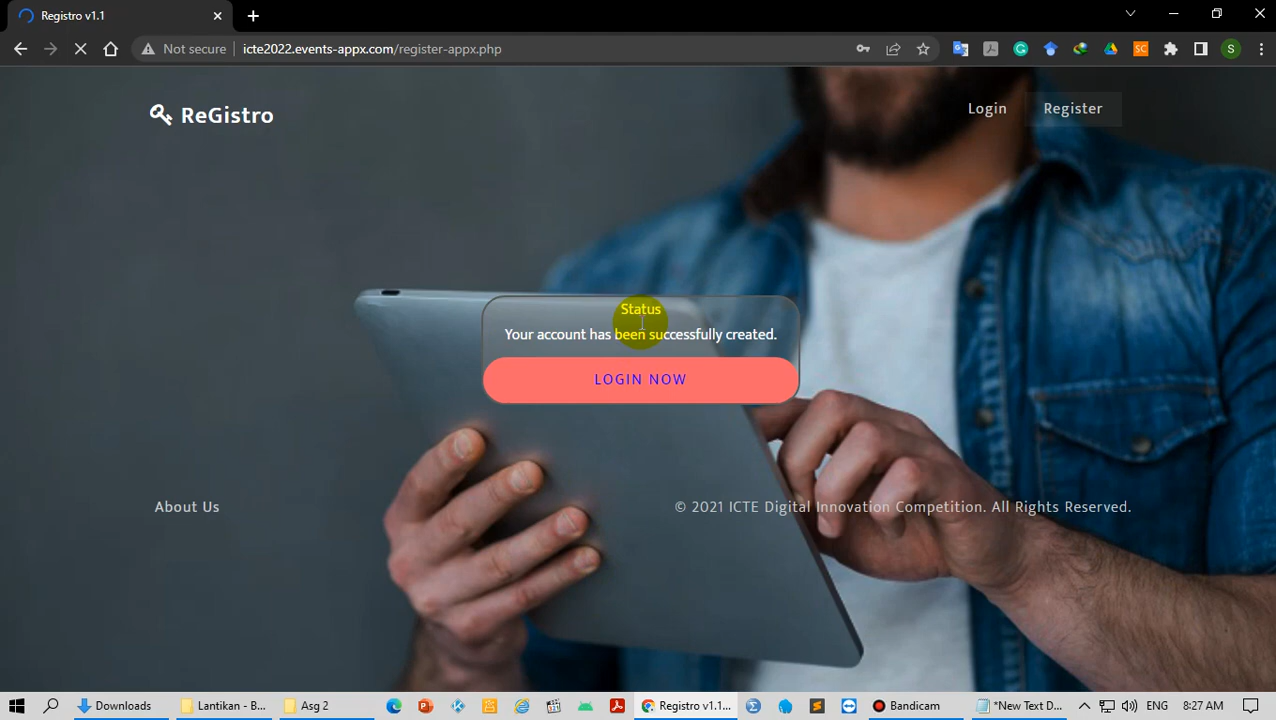 Registro v1.1
Not secure
icte2022.events-appx.com/register-appx.php
SC
S
ReGistro
Login
Register
Status
Your account has been successfully created.
LOGIN NOW
About Us
© 2021 ICTE Digital Innovation Competition. All Rights Reserved.
Downloads
Lantikan - B...
Asg 2
Registro v1.1...
Bandicam
*New Text D...
ENG
8:27 AM